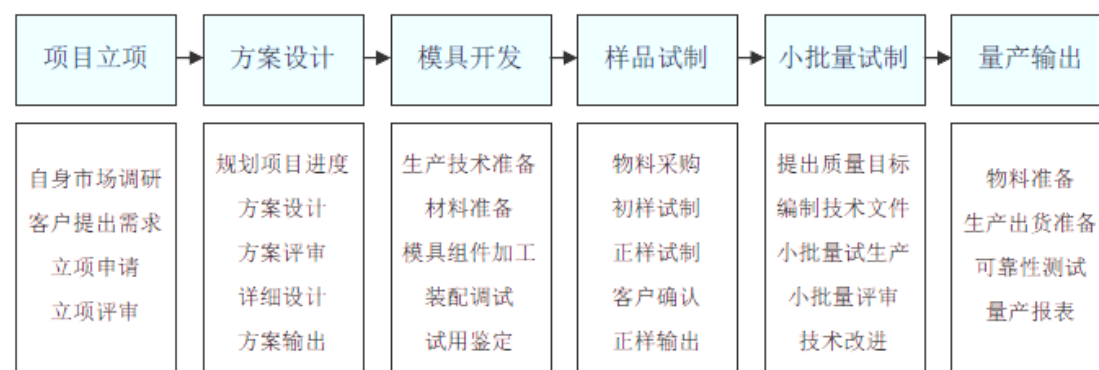 项目立项
方案设计
模具开发
样品试制
小批量试制
量产输出
自身市场调研
客户提出需求
立项申请
立项评审
规划项目进度
方案设计
方案评审
详细设计
方案输出
生产技术准备
材料准备
模具组件加工
装配调试
试用鉴定
物料采购
初样试制
正样试制
客户确认
正样输出
提出质量目标
编制技术文件
小批量试生产
小批量评审
技术改进
物料准备
生产出货准备
可靠性测试
量产报表